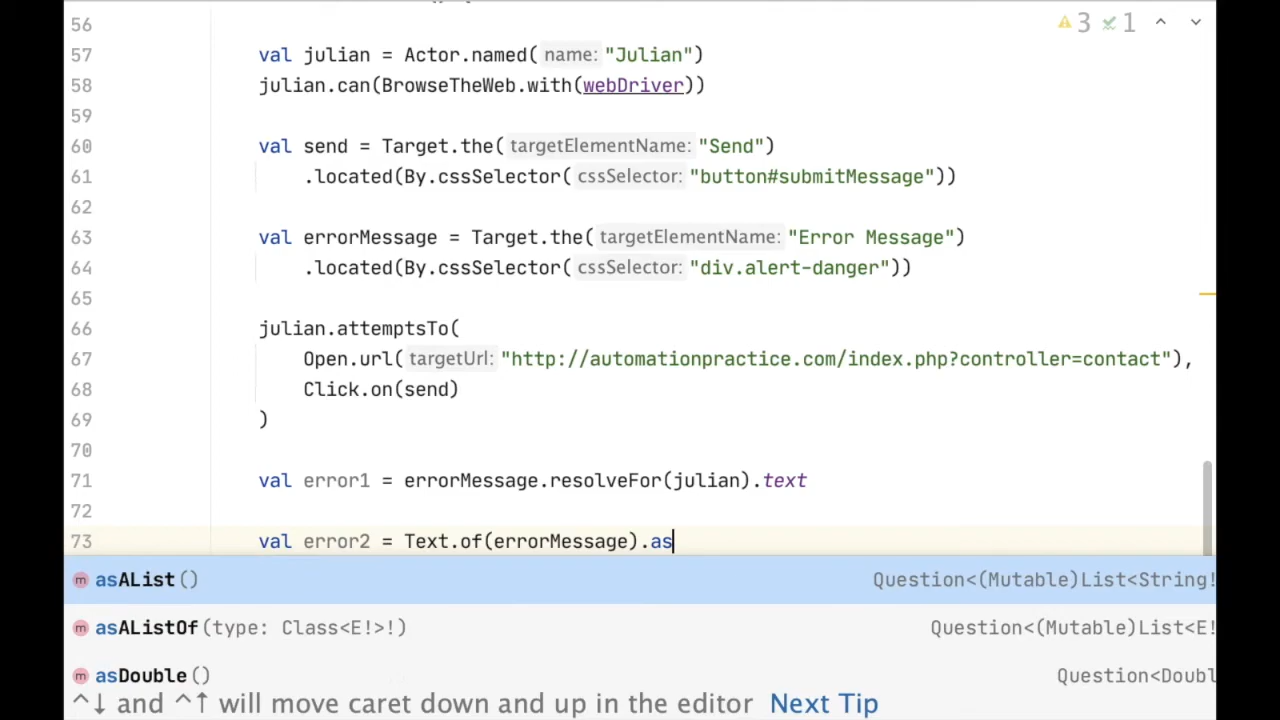 56
3 1
57 val julian = Actor.named( name: "Julian")
58 julian.can(BrowseTheWeb.with(webDriver))
59
60 val send = Target.the( targetElementName: "Send")
61 .located(By.cssSelector( cssSelector: "button#submitMessage"))
62
63 val errorMessage = Target.the( targetElementName: "Error Message")
64 .located(By.cssSelector( cssSelector: "div.alert-danger"))
65
66 julian.attemptsTo(
67 Open.url( targetUrl: "http://automationpractice.com/index.php?controller=contact"),
68 Click.on(send)
69 )
70
71 val error1 = errorMessage.resolveFor(julian).text
72
73 val error2 = Text.of(errorMessage).as
m asAList() Question<(Mutable)List<String!
m asAListOf(type: Class<E!>!) Question<(Mutable)List<E!
m asDouble() Question<Doubl
^↓ and ^↑ will move caret down and up in the editor Next Tip